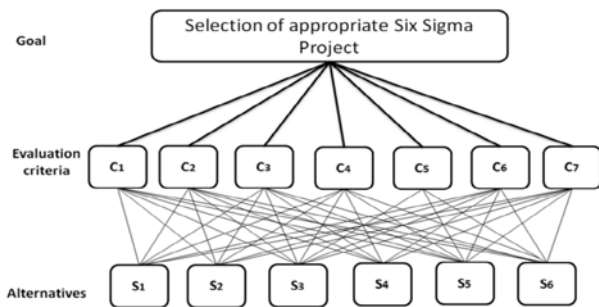 Goal
Selection of appropriate Six Sigma
Project
Evaluation
criteria
C1 C2 C3 C4 C5 C6 C7
Alternatives
S1 S2 S3 S4 S5 S6